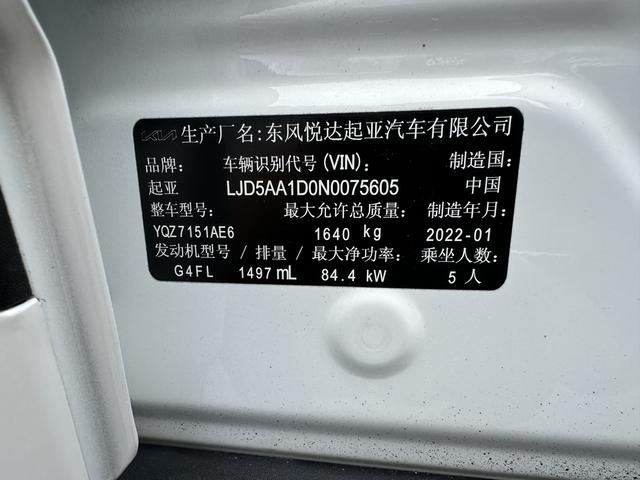 KIA 生产厂名:东风悦达起亚汽车有限公司
品牌: 车辆识别代号(VIN): 制造国:
起亚 LJD5AA1D0N0075605 中国
整车型号: 最大允许总质量: 制造年月:
YQZ7151AE6 1640 kg 2022-01
发动机型号/排量/最大净功率: 乘坐人数:
G4FL 1497mL 84.4 kW 5人